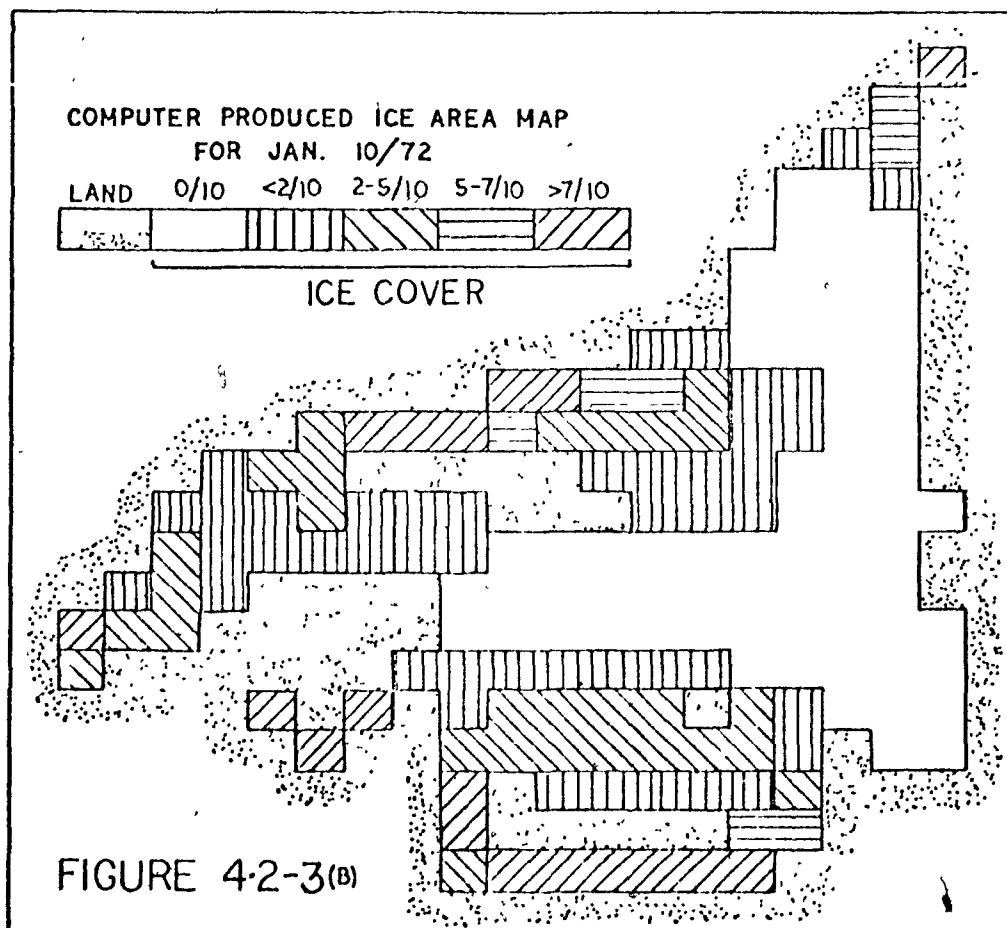 COMPUTER PRODUCED ICE AREA MAP
FOR JAN. 10/72
LAND 0/10 <2/10 2-5/10 5-7/10 >7/10
ICE COVER
FIGURE 4·2-3(B)